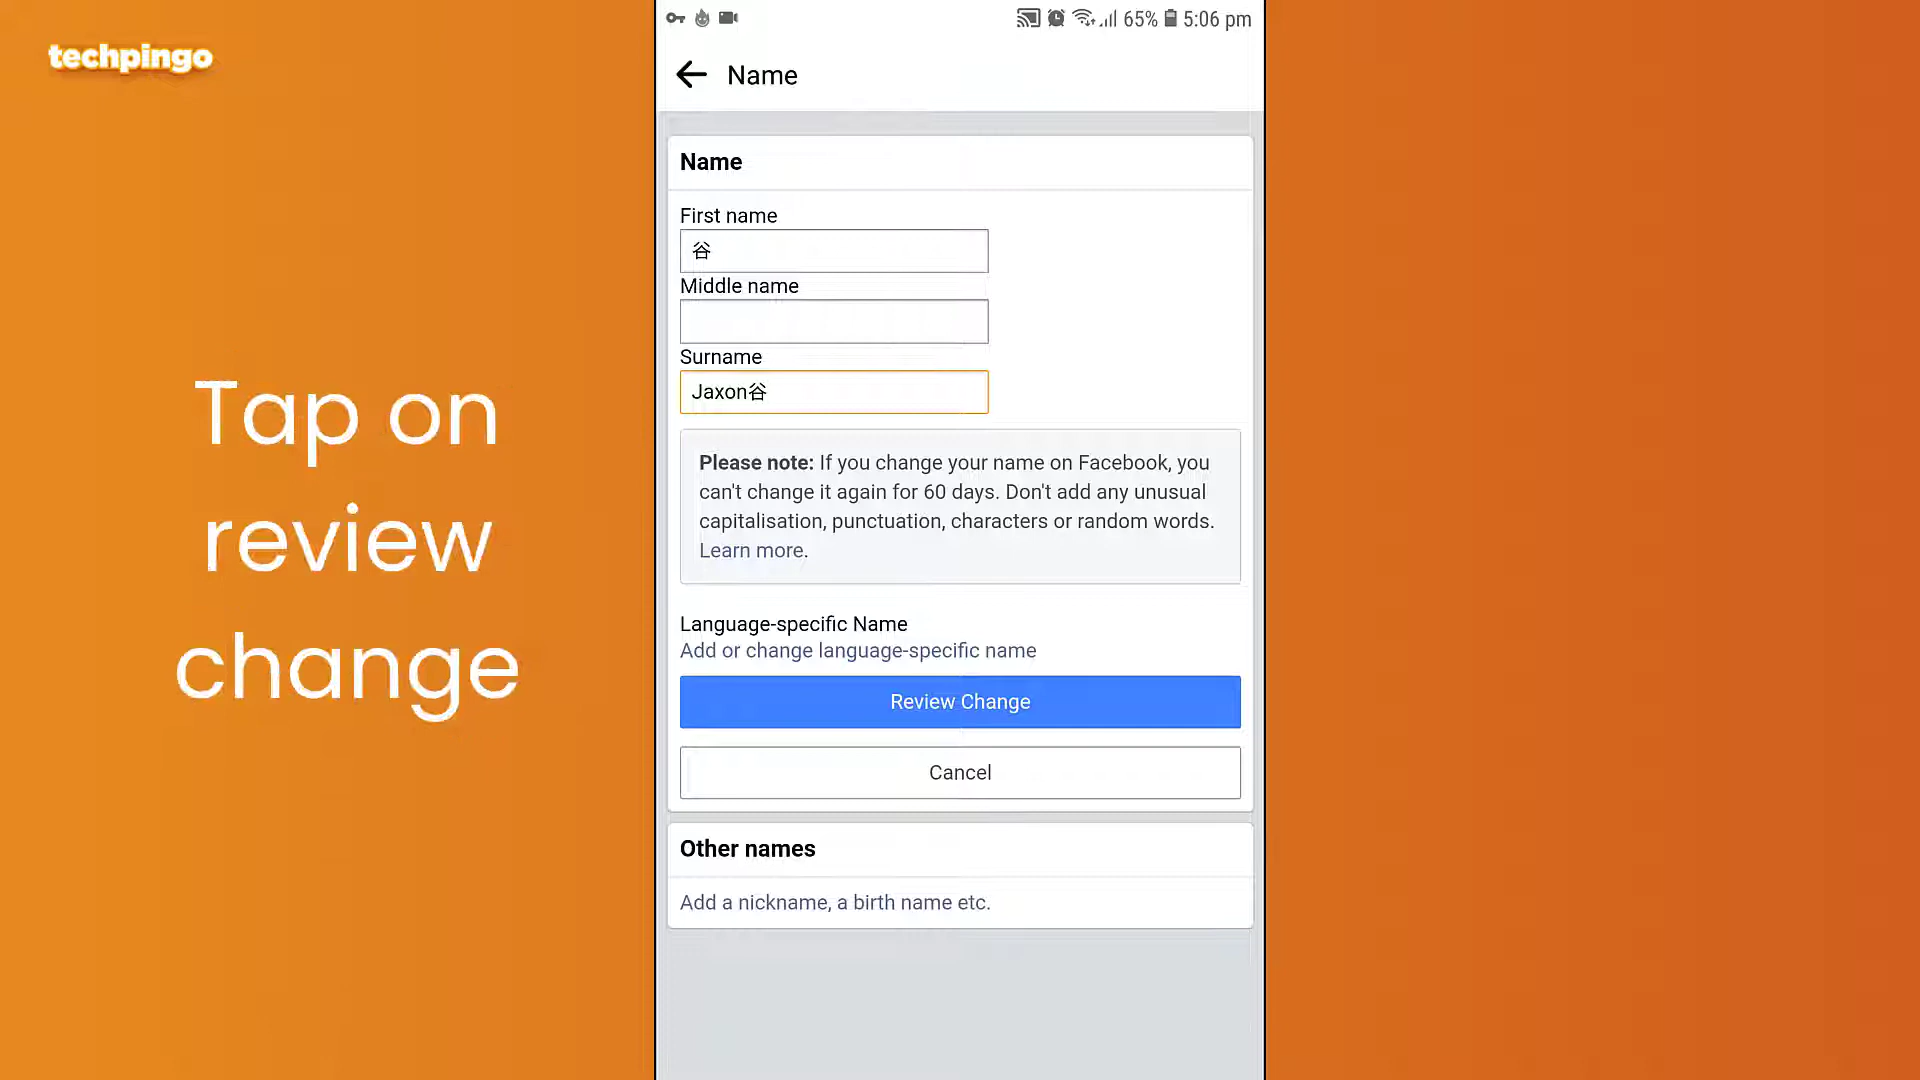 techpingo
Tap on
review
change
65% 5:06 pm
Name
Name
First name
谷
Middle name
Surname
Jaxon谷
Please note: If you change your name on Facebook, you
can't change it again for 60 days. Don't add any unusual
capitalisation, punctuation, characters or random words.
Learn more.
Language-specific Name
Add or change language-specific name
Review Change
Cancel
Other names
Add a nickname, a birth name etc.